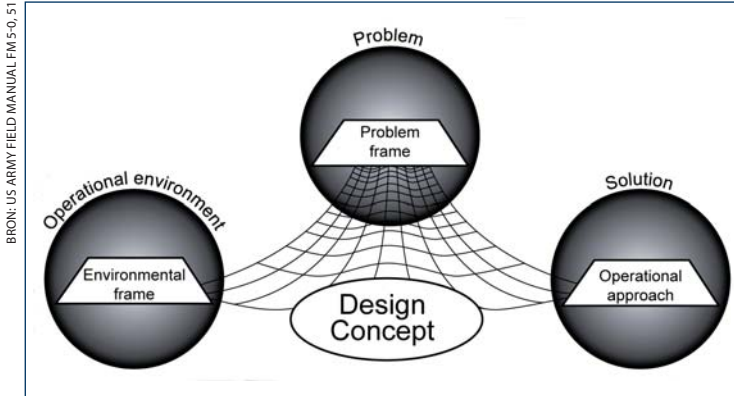 BRON: US ARMY FIELD MANUAL FM 5-0, 51
Problem
Problem
frame
Operational environment
Environmental
frame
Solution
Operational
approach
Design
Concept